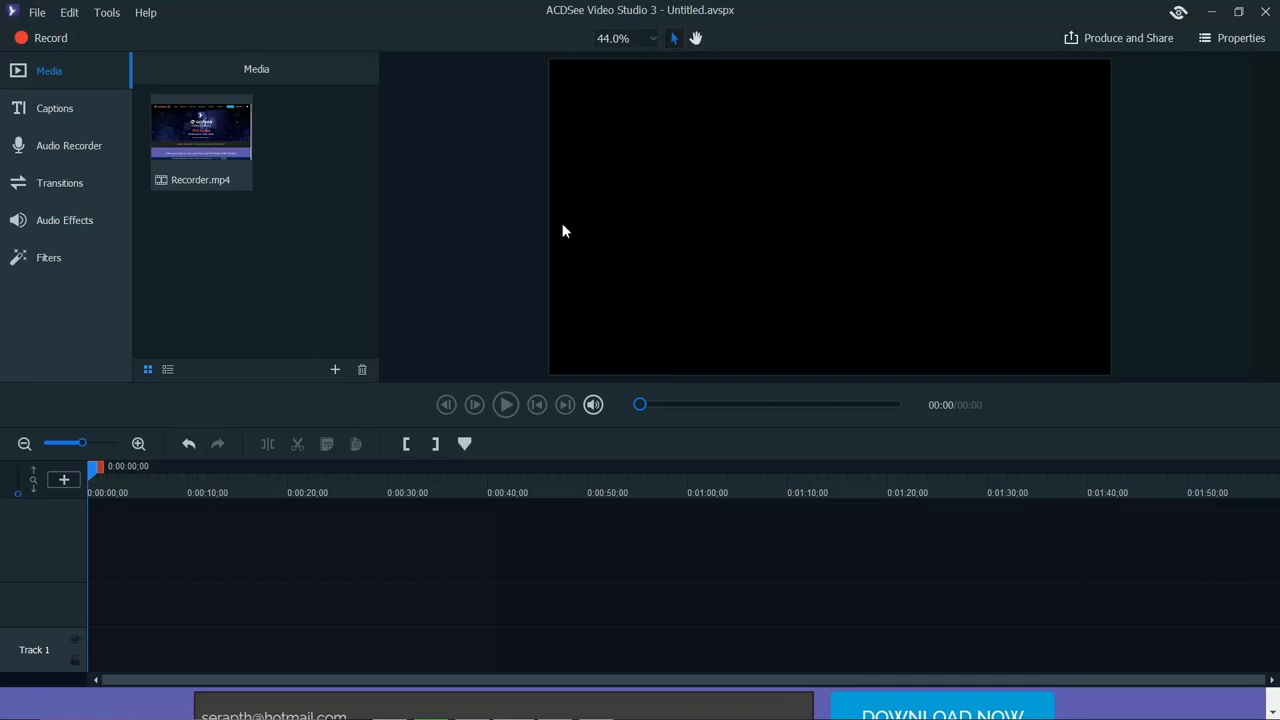 File Edit Tools Help
ACDSee Video Studio 3 - Untitled.avspx
Record
44.0%
Produce and Share
Properties
Media
Captions
Audio Recorder
Transitions
Audio Effects
Filters
Media
Recorder.mp4
00:00/00:00
0:00:00;00
0:00:00;00 0:00:10;00 0:00:20;00 0:00:30;00 0:00:40;00 0:00:50;00 0:01:00;00 0:01:10;00 0:01:20;00 0:01:30;00 0:01:40;00 0:01:50;00
Track 1
serapth@hotmail.com
DOWNLOAD NOW